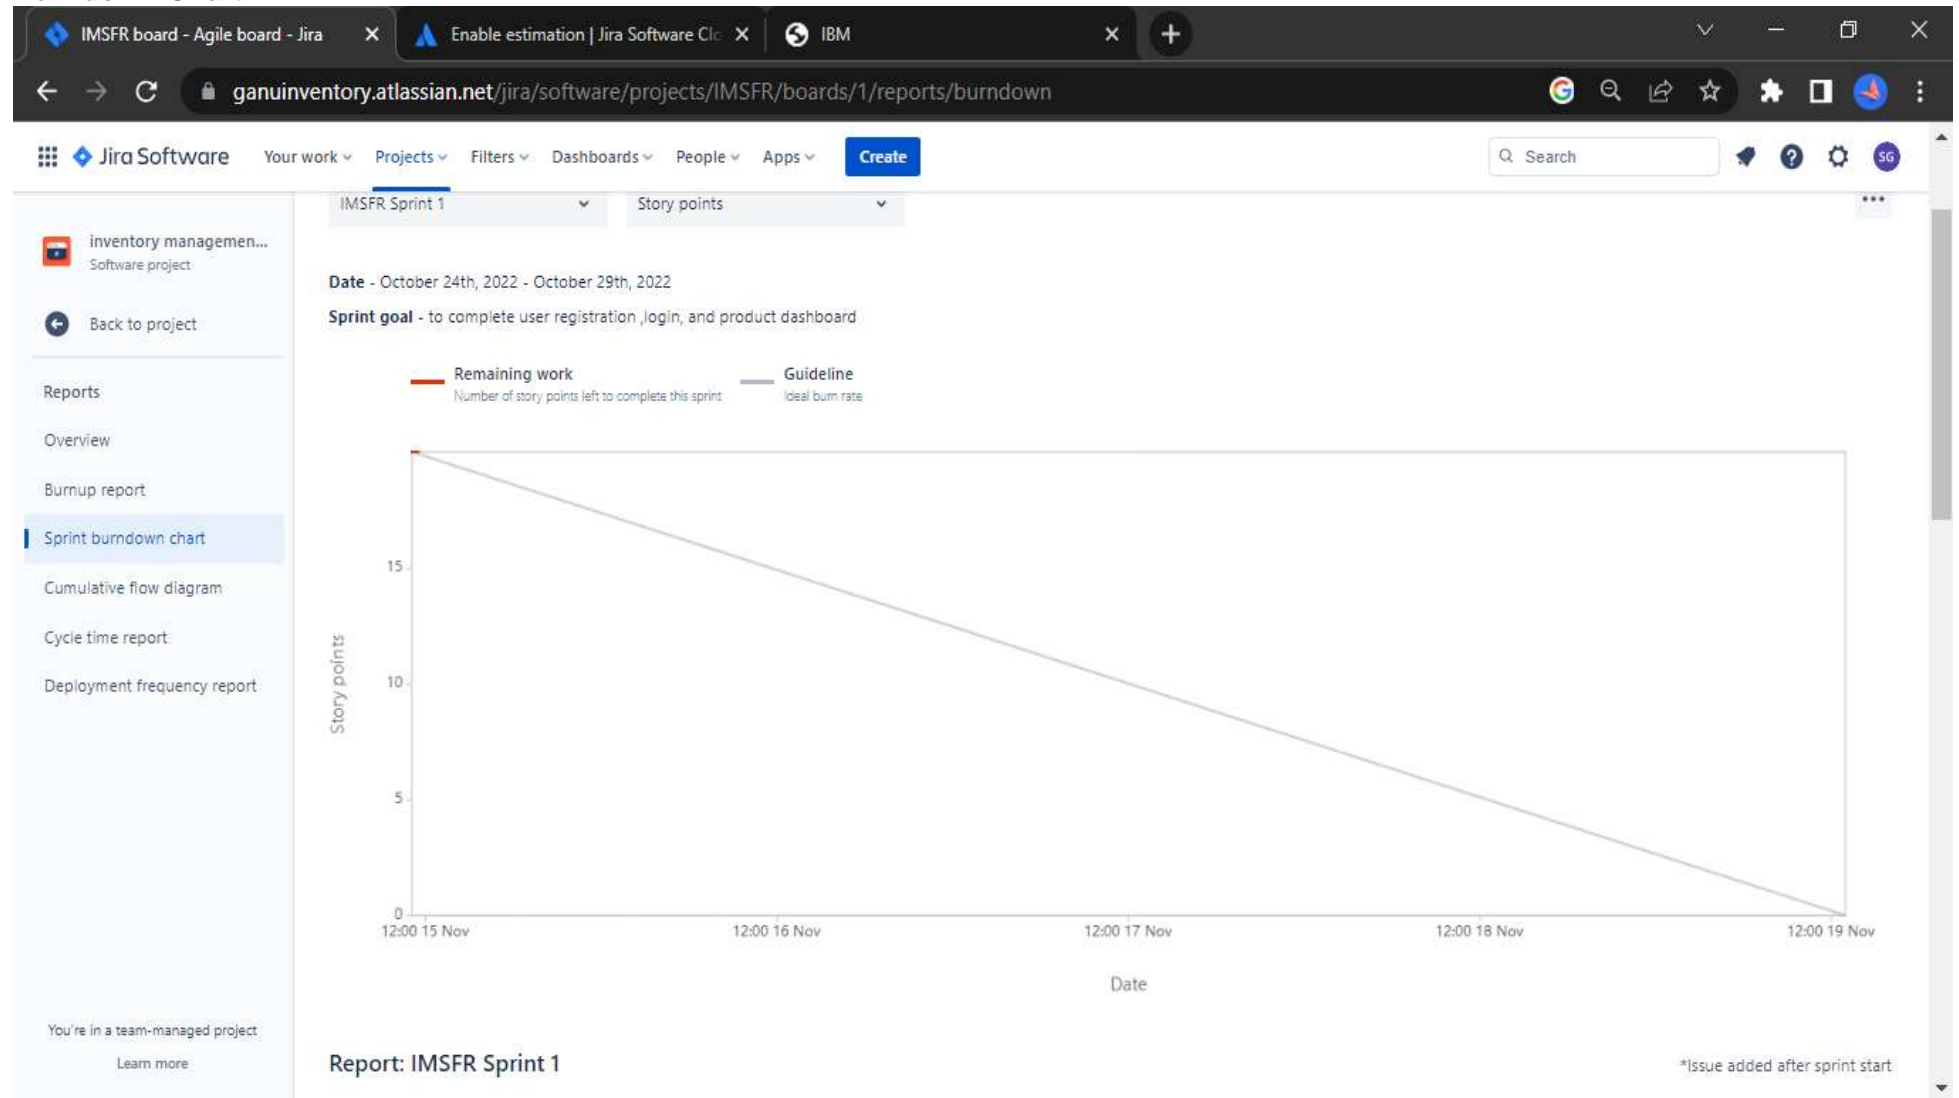 IMSFR board - Agile board - Jira
Enable estimation | Jira Software Clo
IBM
ganuinventory.atlassian.net/jira/software/projects/IMSFR/boards/1/reports/burndown
Jira Software Your work Projects Filters Dashboards People Apps Create Search SG
IMSFR Sprint 1 Story points
inventory managemen...
Software project
Back to project
Reports
Overview
Burnup report
Sprint burndown chart
Cumulative flow diagram
Cycle time report
Deployment frequency report
You're in a team-managed project
Learn more
Date - October 24th, 2022 - October 29th, 2022
Sprint goal - to complete user registration ,login, and product dashboard
Remaining work
Number of story points left to complete this sprint
Guideline
Ideal burn rate
15
10
5
0
Story points
12:00 15 Nov 12:00 16 Nov 12:00 17 Nov 12:00 18 Nov 12:00 19 Nov
Date
Report: IMSFR Sprint 1
*Issue added after sprint start